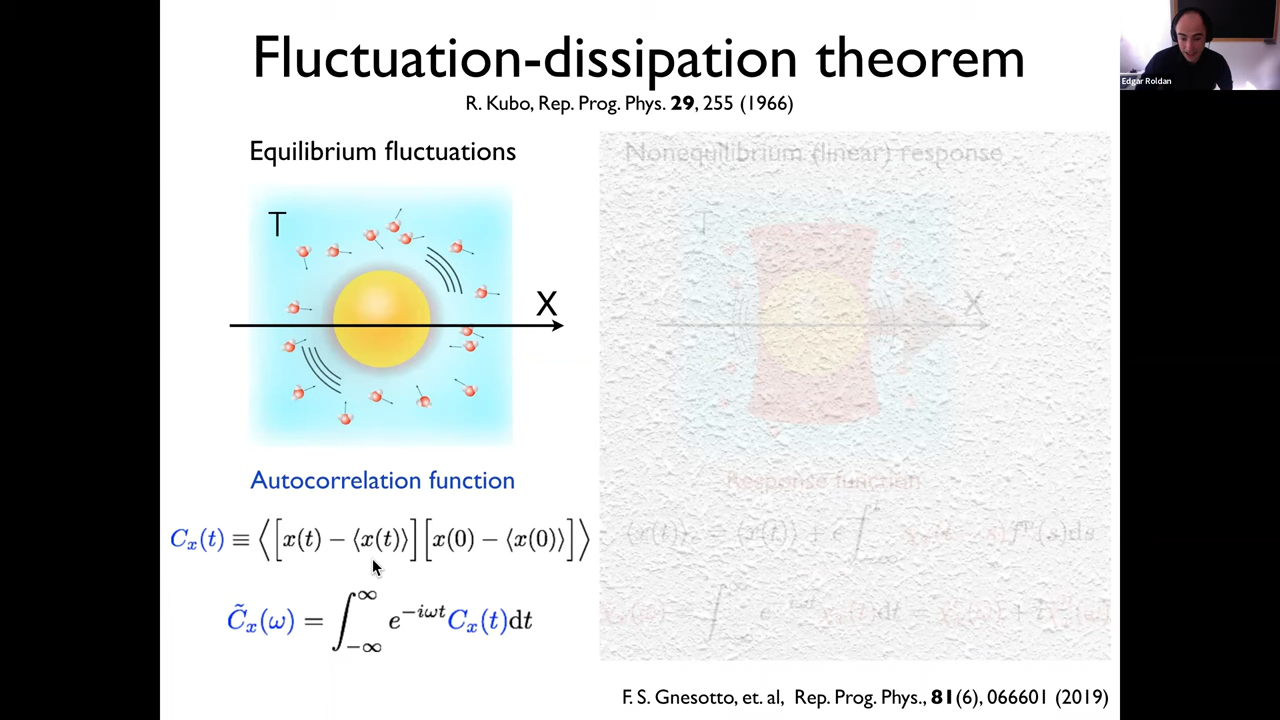 Fluctuation-dissipation theorem
R. Kubo, Rep. Prog. Phys. 29, 255 (1966)
Edgar Roldan
Equilibrium fluctuations
T
X
Autocorrelation function
C_x(t) ≡ ⟨[x(t) − ⟨x(t)⟩][x(0) − ⟨x(0)⟩]⟩
C̃_x(ω) = ∫_{−∞}^{∞} e^{−iωt} C_x(t)dt
Nonequilibrium (linear) response
T
X
Response function
F. S. Gnesotto, et. al, Rep. Prog. Phys., 81(6), 066601 (2019)